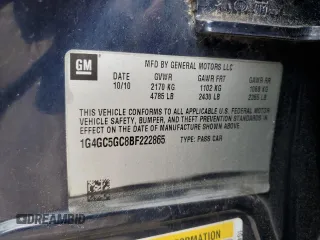 GM
MFD BY GENERAL MOTORS LLC
DATE GVWR GAWR FRT GAWR RR
10/10 2170 KG 1102 KG 1068 KG
4785 LB 2430 LB 2355 LB
THIS VEHICLE CONFORMS TO ALL APPLICABLE U.S. FEDERAL MOTOR
VEHICLE SAFETY, BUMPER, AND THEFT PREVENTION STANDARDS IN
EFFECT ON THE DATE OF MANUFACTURE SHOWN ABOVE.
1G4GC5GC8BF222865 TYPE: PASS CAR
INFORMATION
DREAMBID